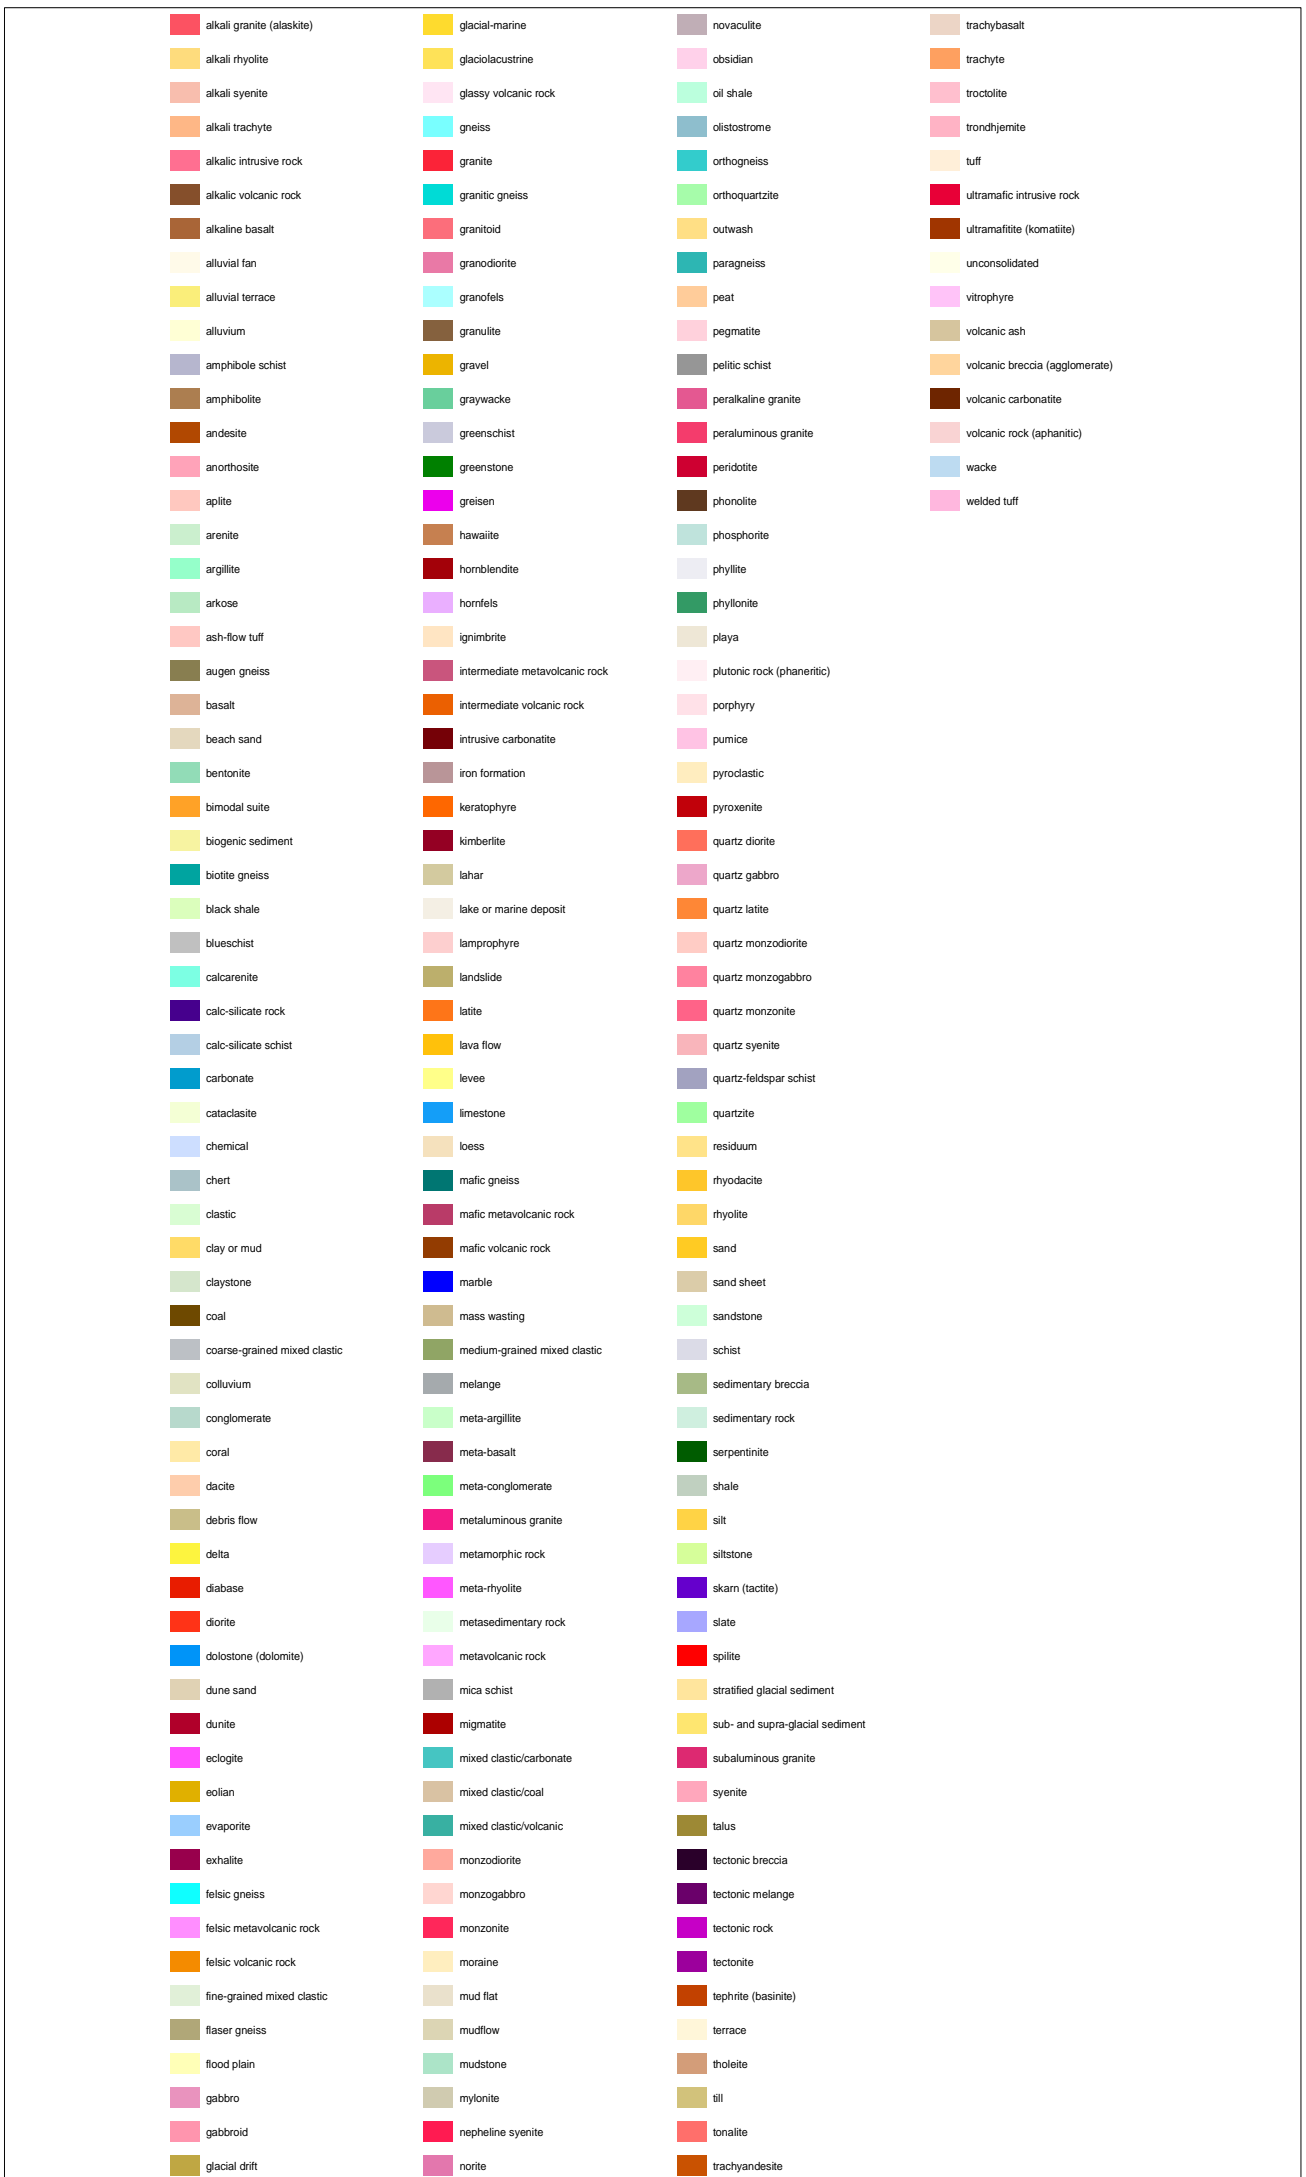 alkali granite (alaskite)
alkali rhyolite
alkali syenite
alkali trachyte
alkalic intrusive rock
alkalic volcanic rock
alkaline basalt
alluvial fan
alluvial terrace
alluvium
amphibole schist
amphibolite
andesite
anorthosite
aplite
arenite
argillite
arkose
ash-flow tuff
augen gneiss
basalt
beach sand
bentonite
bimodal suite
biogenic sediment
biotite gneiss
black shale
blueschist
calcarenite
calc-silicate rock
calc-silicate schist
carbonate
cataclasite
chemical
chert
clastic
clay or mud
claystone
coal
coarse-grained mixed clastic
colluvium
conglomerate
coral
dacite
debris flow
delta
diabase
diorite
dolostone (dolomite)
dune sand
dunite
eclogite
eolian
evaporite
exhalite
felsic gneiss
felsic metavolcanic rock
felsic volcanic rock
fine-grained mixed clastic
flaser gneiss
flood plain
gabbro
gabbroid
glacial drift
glacial-marine
glaciolacustrine
glassy volcanic rock
gneiss
granite
granitic gneiss
granitoid
granodiorite
granofels
granulite
gravel
graywacke
greenschist
greenstone
greisen
hawaiite
hornblendite
hornfels
ignimbrite
intermediate metavolcanic rock
intermediate volcanic rock
intrusive carbonatite
iron formation
keratophyre
kimberlite
lahar
lake or marine deposit
lamprophyre
landslide
latite
lava flow
levee
limestone
loess
mafic gneiss
mafic metavolcanic rock
mafic volcanic rock
marble
mass wasting
medium-grained mixed clastic
melange
meta-argillite
meta-basalt
meta-conglomerate
metaluminous granite
metamorphic rock
meta-rhyolite
metasedimentary rock
metavolcanic rock
mica schist
migmatite
mixed clastic/carbonate
mixed clastic/coal
mixed clastic/volcanic
monzodiorite
monzogabbro
monzonite
moraine
mud flat
mudflow
mudstone
mylonite
nepheline syenite
norite
novaculite
obsidian
oil shale
olistostrome
orthogneiss
orthoquartzite
outwash
paragneiss
peat
pegmatite
pelitic schist
peralkaline granite
peraluminous granite
peridotite
phonolite
phosphorite
phyllite
phyllonite
playa
plutonic rock (phaneritic)
porphyry
pumice
pyroclastic
pyroxenite
quartz diorite
quartz gabbro
quartz latite
quartz monzodiorite
quartz monzogabbro
quartz monzonite
quartz syenite
quartz-feldspar schist
quartzite
residuum
rhyodacite
rhyolite
sand
sand sheet
sandstone
schist
sedimentary breccia
sedimentary rock
serpentinite
shale
silt
siltstone
skarn (tactite)
slate
spilite
stratified glacial sediment
sub- and supra-glacial sediment
subaluminous granite
syenite
talus
tectonic breccia
tectonic melange
tectonic rock
tectonite
tephrite (basinite)
terrace
tholeite
till
tonalite
trachyandesite
trachybasalt
trachyte
troctolite
trondhjemite
tuff
ultramafic intrusive rock
ultramafitite (komatiite)
unconsolidated
vitrophyre
volcanic ash
volcanic breccia (agglomerate)
volcanic carbonatite
volcanic rock (aphanitic)
wacke
welded tuff